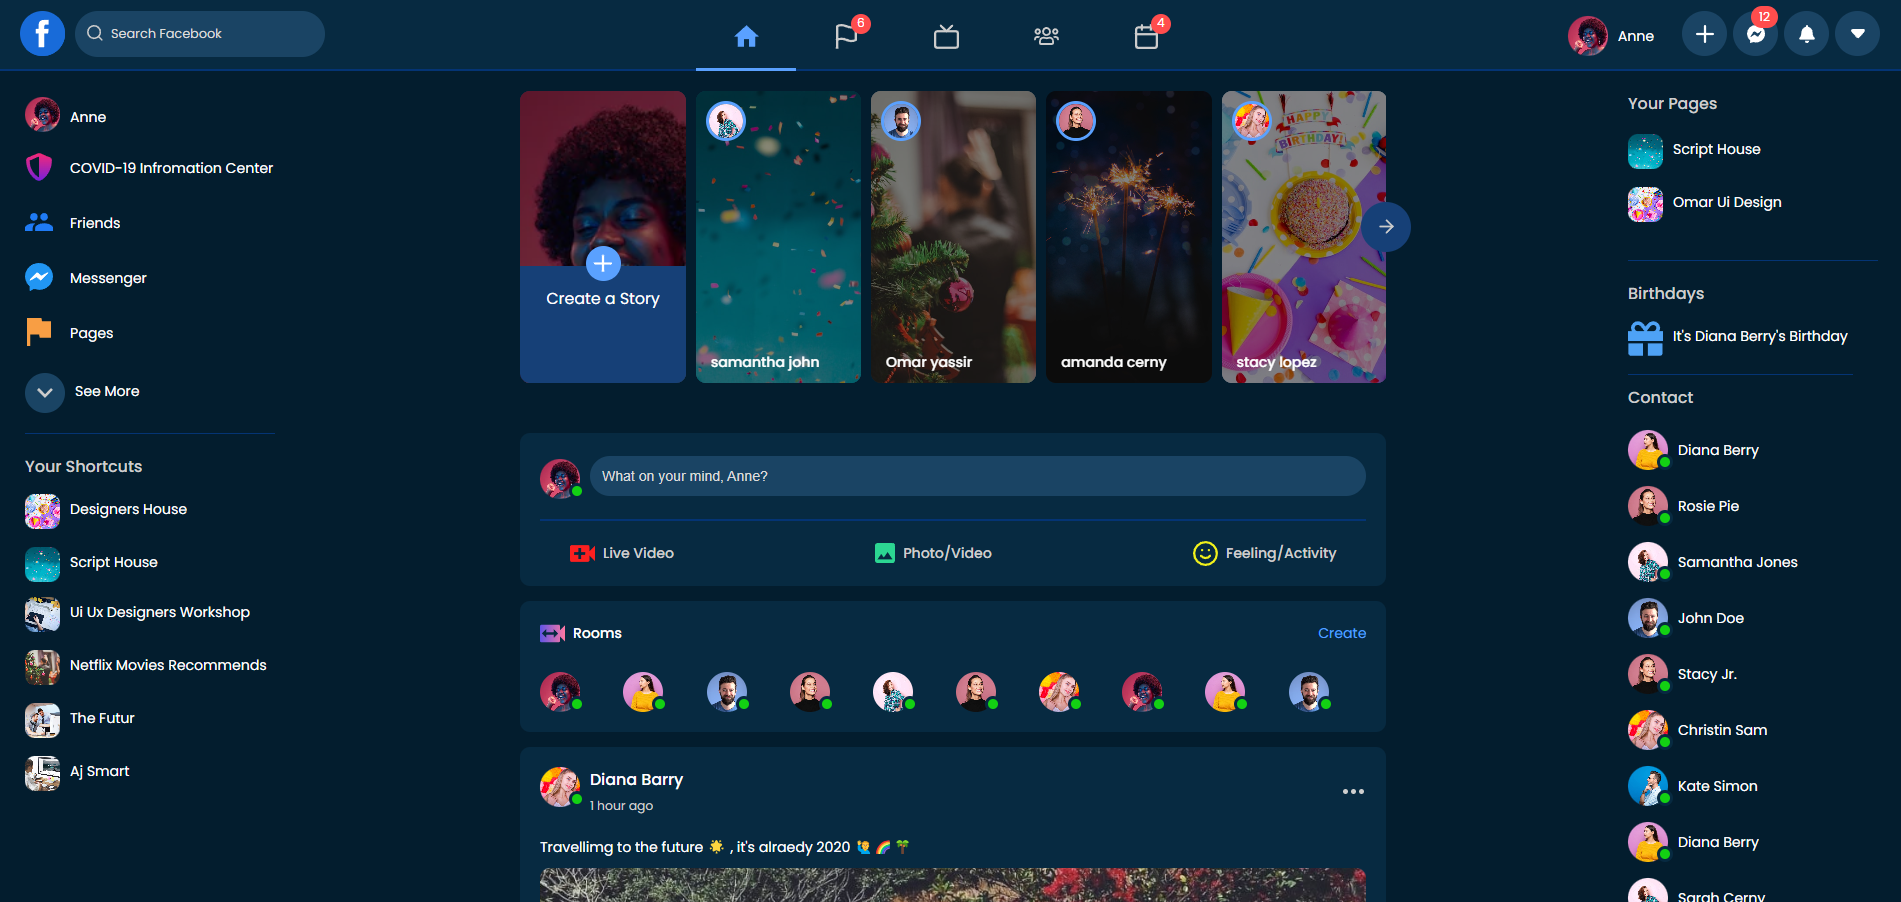 f
Search Facebook
6
4
Anne
12
Anne
COVID-19 Infromation Center
Friends
Messenger
Pages
See More
Your Shortcuts
Designers House
Script House
Ui Ux Designers Workshop
Netflix Movies Recommends
The Futur
Aj Smart
Create a Story
samantha john
Omar yassir
amanda cerny
HAPPY
BIRTHDAY!
stacy lopez
What on your mind, Anne?
Live Video
Photo/Video
Feeling/Activity
Rooms
Create
Diana Barry
1 hour ago
Travellimg to the future 🌟 , it's alraedy 2020 🙋‍♂️ 🌈 🌴
Your Pages
Script House
Omar Ui Design
Birthdays
It's Diana Berry's Birthday
Contact
Diana Berry
Rosie Pie
Samantha Jones
John Doe
Stacy Jr.
Christin Sam
Kate Simon
Diana Berry
Sarah Cerny